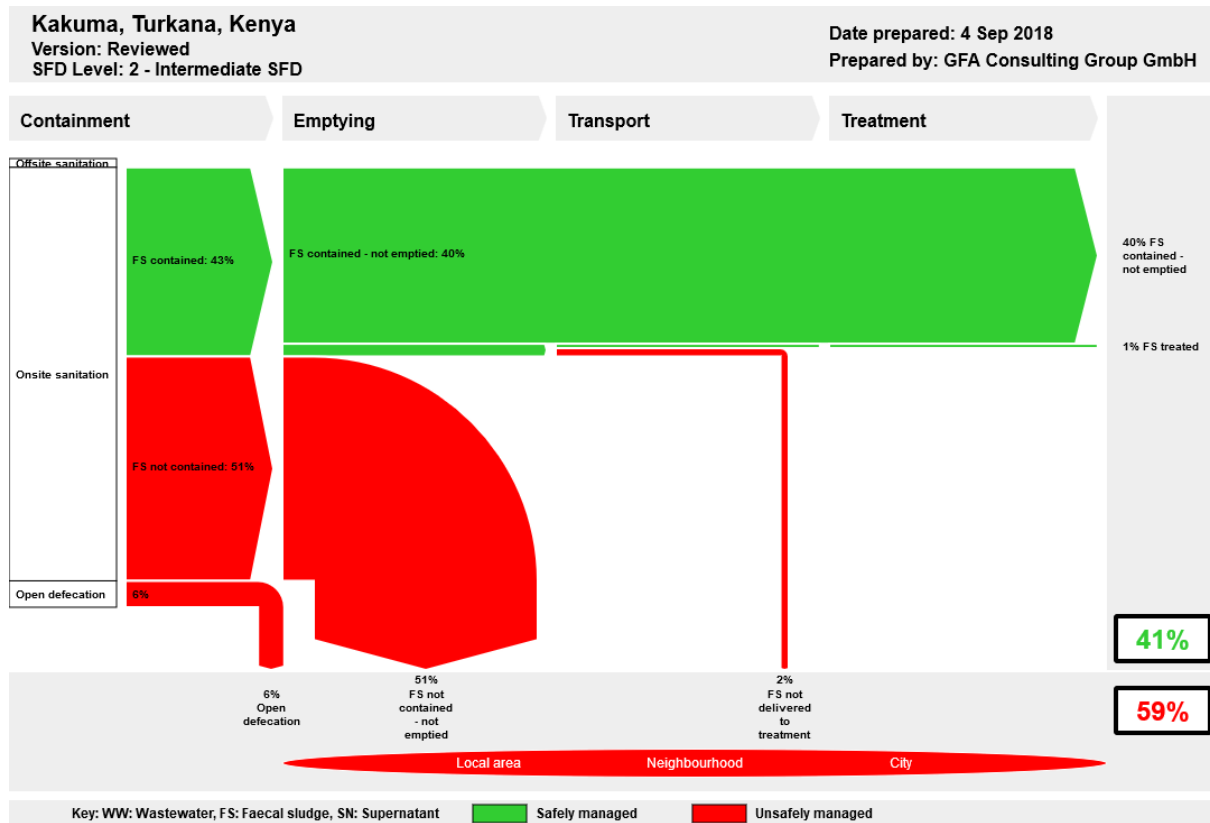 Kakuma, Turkana, Kenya
Version: Reviewed
SFD Level: 2 - Intermediate SFD
Date prepared: 4 Sep 2018
Prepared by: GFA Consulting Group GmbH
Containment
Emptying
Transport
Treatment
Offsite sanitation
FS contained: 43%
FS contained - not emptied: 40%
40% FS
contained -
not emptied
1% FS treated
Onsite sanitation
FS not contained: 51%
Open defecation
6%
41%
6%
Open
defecation
51%
FS not
contained
- not
emptied
2%
FS not
delivered
to
treatment
59%
Local area
Neighbourhood
City
Key: WW: Wastewater, FS: Faecal sludge, SN: Supernatant
Safely managed
Unsafely managed